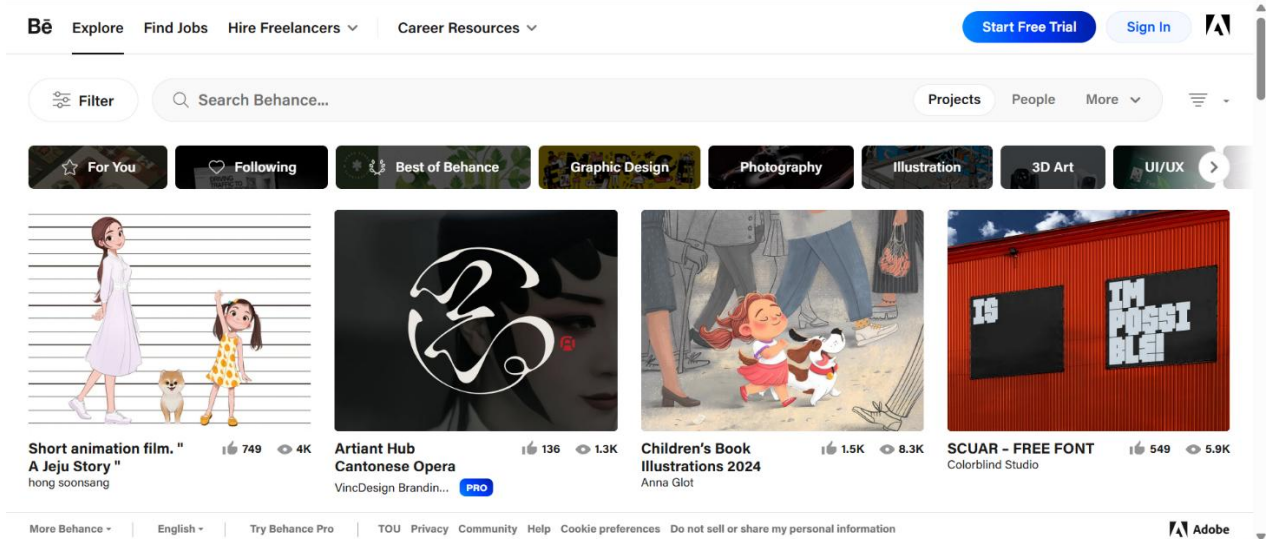 Bē Explore Find Jobs Hire Freelancers Career Resources Start Free Trial Sign In
Filter Search Behance... Projects People More
For You Following Best of Behance Graphic Design Photography Illustration 3D Art UI/UX
IS
IM
POSSI
BLE!
Short animation film. " 749 4K
A Jeju Story "
hong soonsang
Artiant Hub 136 1.3K
Cantonese Opera
VincDesign Brandin... PRO
Children's Book 1.5K 8.3K
Illustrations 2024
Anna Glot
SCUAR – FREE FONT 549 5.9K
Colorblind Studio
More Behance English Try Behance Pro TOU Privacy Community Help Cookie preferences Do not sell or share my personal information Adobe